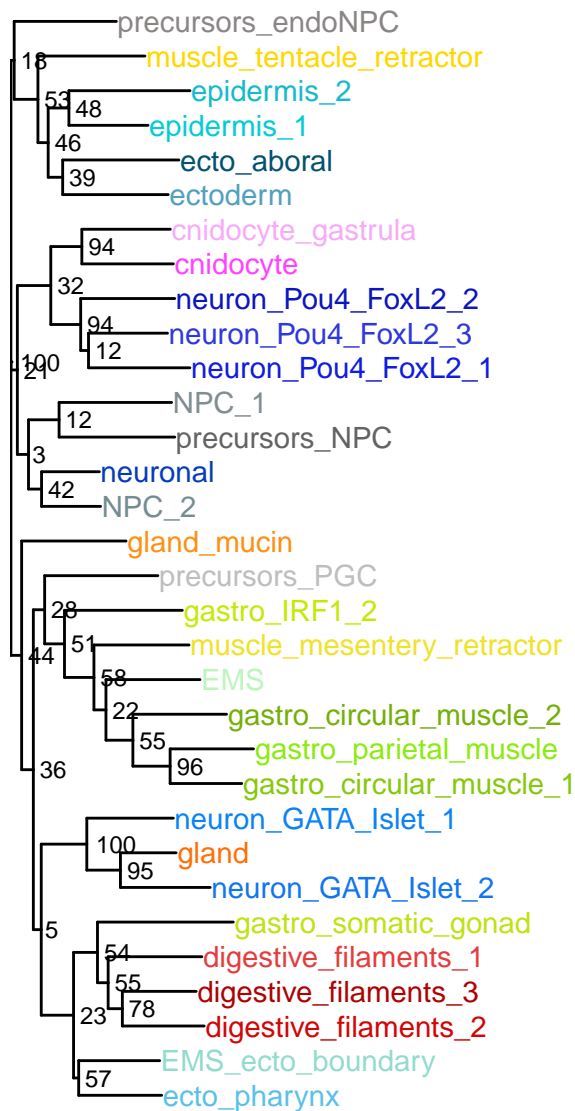 precursors_endoNPC
18
muscle_tentacle_retractor
53
epidermis_2
48
epidermis_1
46
ecto_aboral
39
ectoderm
cnidocyte_gastrula
94
cnidocyte
32
neuron_Pou4_FoxL2_2
94
neuron_Pou4_FoxL2_3
12
neuron_Pou4_FoxL2_1
100
21
NPC_1
12
precursors_NPC
3
neuronal
42
NPC_2
gland_mucin
precursors_PGC
28
gastro_IRF1_2
51
muscle_mesentery_retractor
44
58
EMS
22
gastro_circular_muscle_2
55
gastro_parietal_muscle
96
36
gastro_circular_muscle_1
neuron_GATA_Islet_1
100
gland
95
neuron_GATA_Islet_2
5
gastro_somatic_gonad
54
digestive_filaments_1
55
digestive_filaments_3
78
23
digestive_filaments_2
EMS_ecto_boundary
57
ecto_pharynx